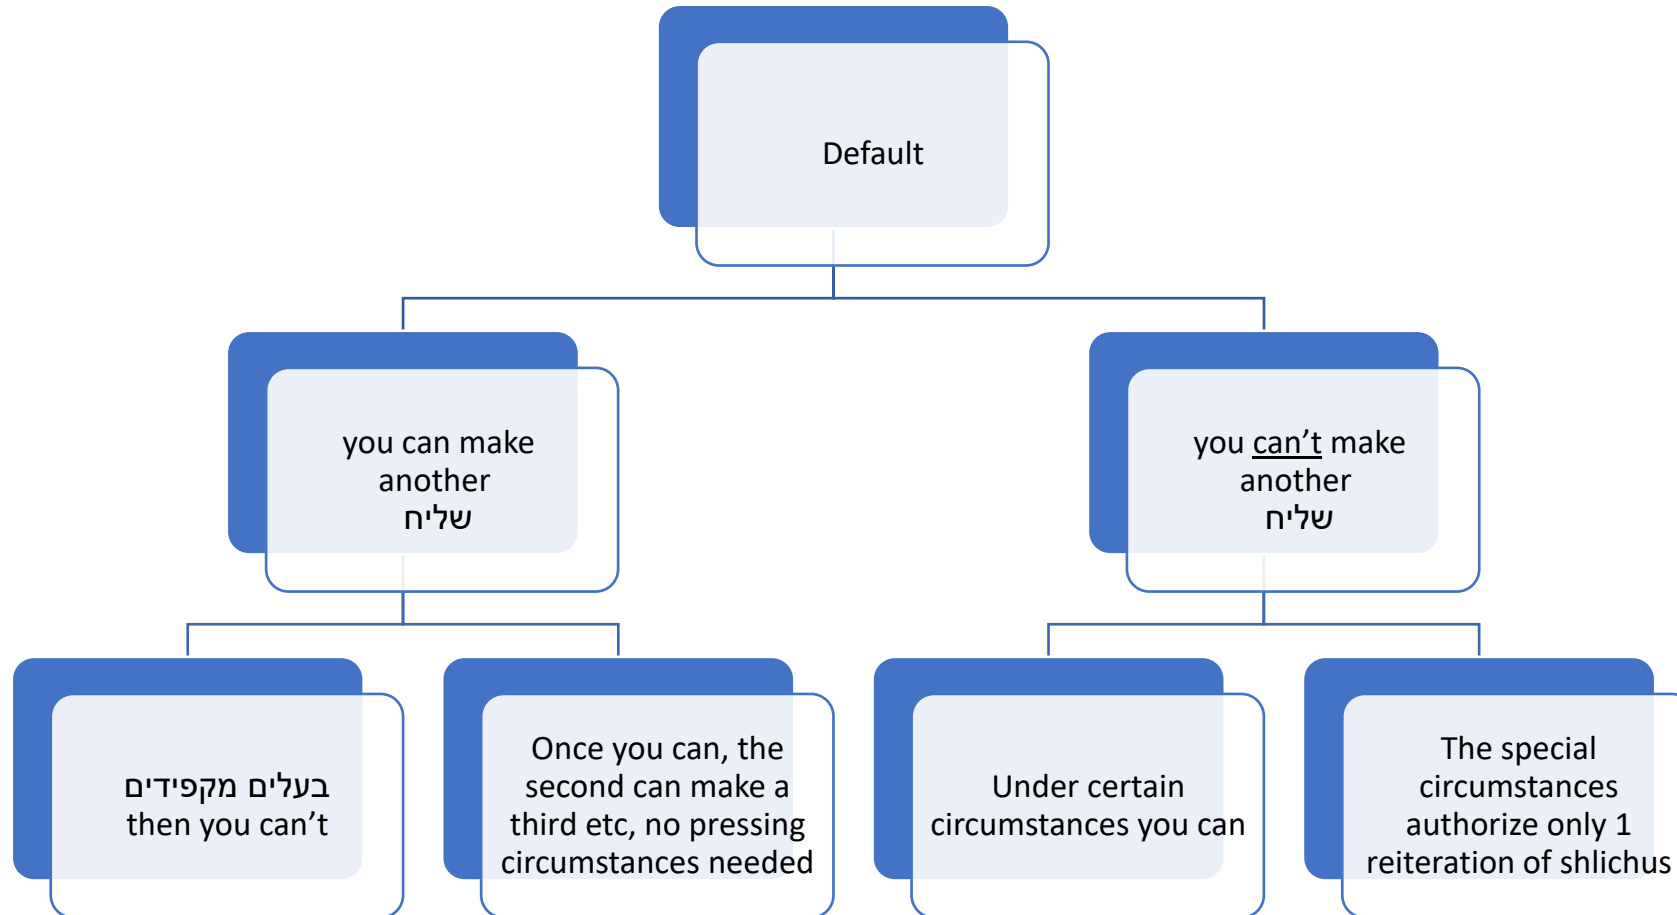 Default
you can make
another
שליח
you can't make
another
שליח
בעלים מקפידים
then you can't
Once you can, the
second can make a
third etc, no pressing
circumstances needed
Under certain
circumstances you can
The special
circumstances
authorize only 1
reiteration of shlichus